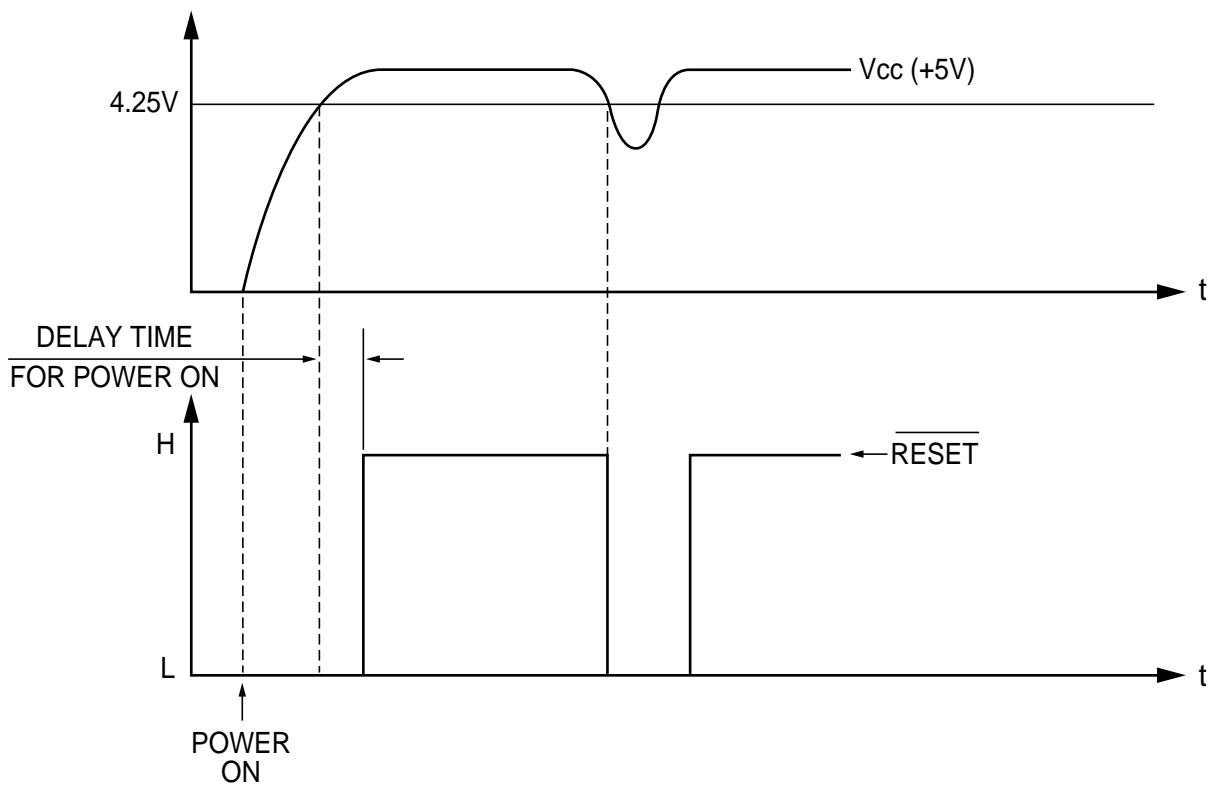 Vcc (+5V)
4.25V
t
DELAY TIME
FOR POWER ON
H
RESET
L
t
POWER
ON